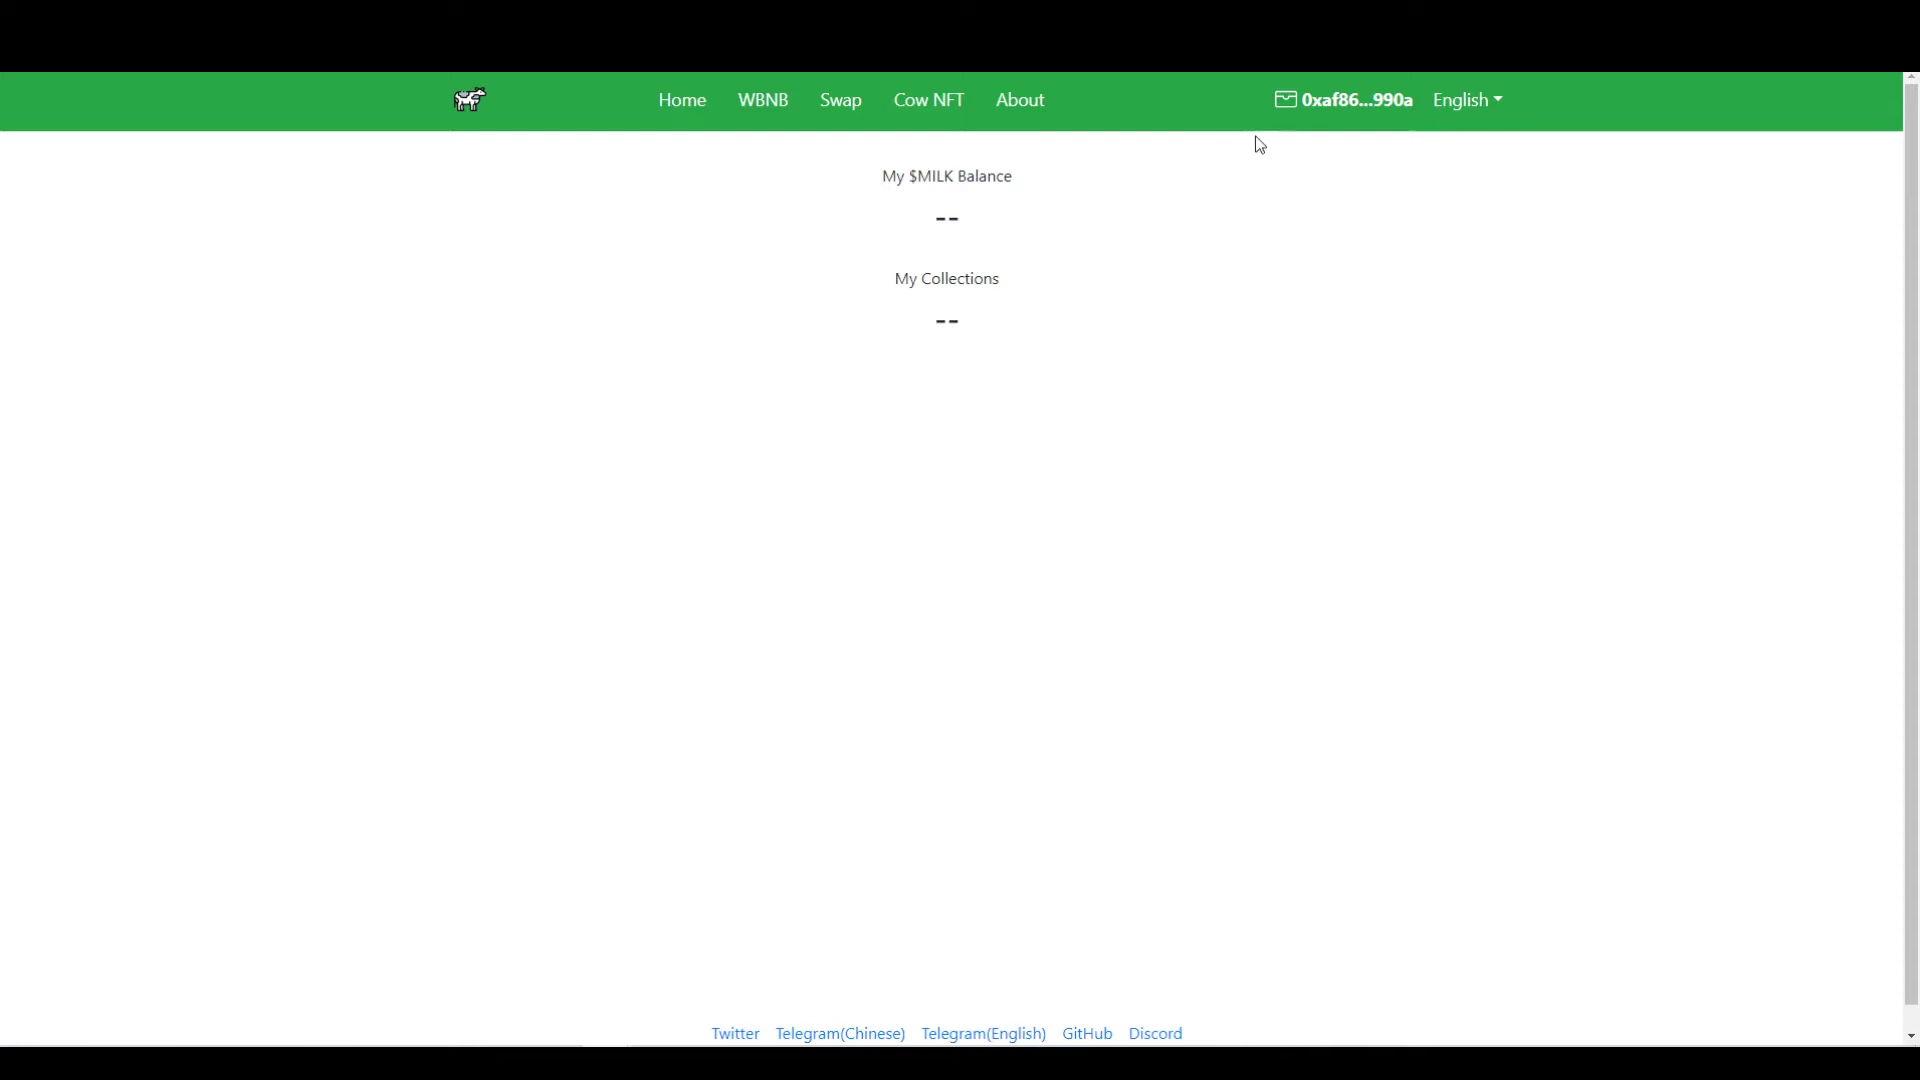 Home WBNB Swap Cow NFT About 0xaf86...990a English
My $MILK Balance
--
My Collections
--
Twitter Telegram(Chinese) Telegram(English) GitHub Discord